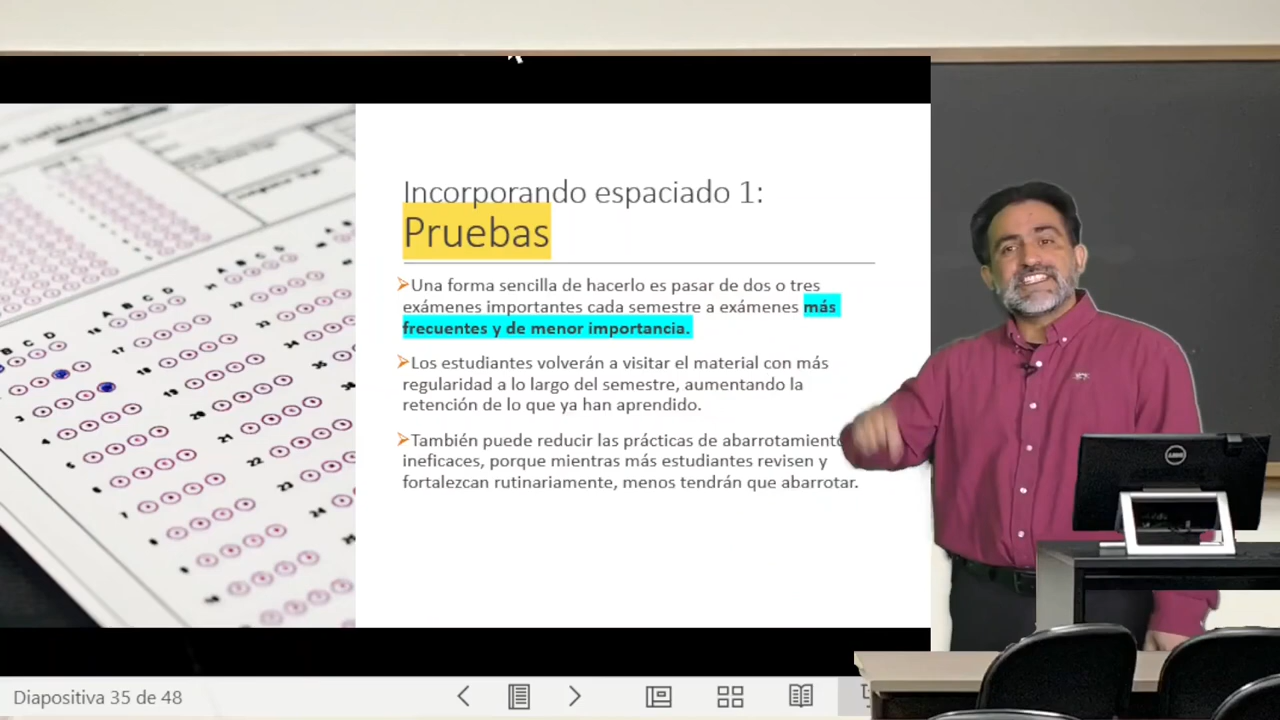 Incorporando espaciado 1:
Pruebas
Una forma sencilla de hacerlo es pasar de dos o tres
exámenes importantes cada semestre a exámenes más
frecuentes y de menor importancia.
Los estudiantes volverán a visitar el material con más
regularidad a lo largo del semestre, aumentando la
retención de lo que ya han aprendido.
También puede reducir las prácticas de abarrotamiento
ineficaces, porque mientras más estudiantes revisen y
fortalezcan rutinariamente, menos tendrán que abarrotar.
Diapositiva 35 de 48